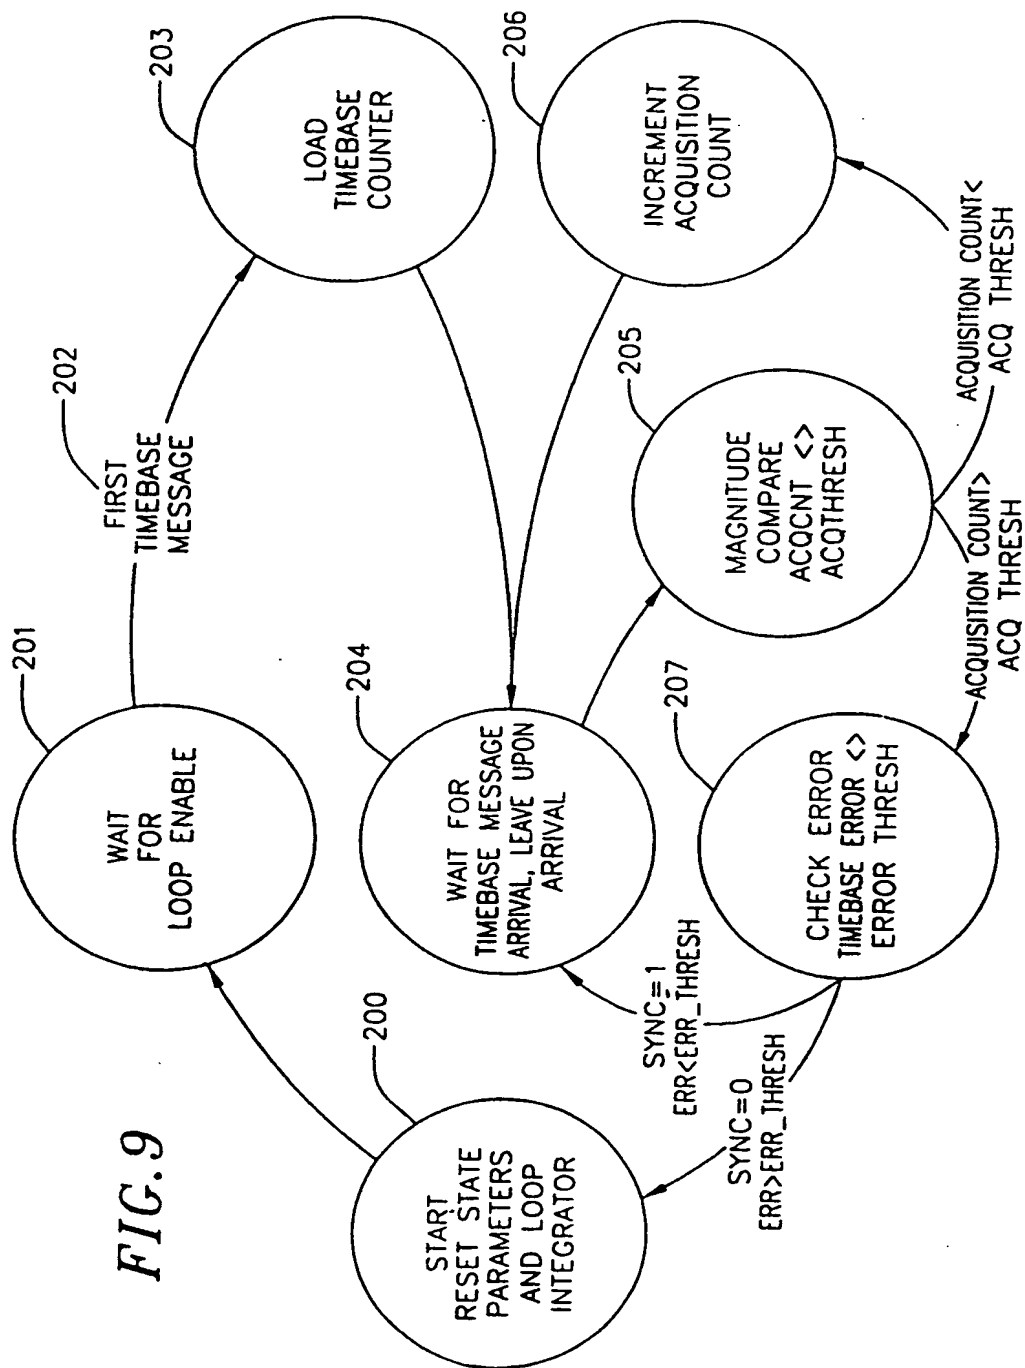 FIG.9
200
START,
RESET STATE
PARAMETERS
AND LOOP
INTEGRATOR
201
WAIT
FOR
LOOP ENABLE
202
FIRST
TIMEBASE
MESSAGE
203
LOAD
TIMEBASE
COUNTER
204
WAIT FOR
TIMEBASE MESSAGE
ARRIVAL, LEAVE UPON
ARRIVAL
205
MAGNITUDE
COMPARE
ACQCNT <>
ACQTHRESH
206
INCREMENT
ACQUISITION
COUNT
ACQUISITION COUNT<
ACQ THRESH
ACQUISITION COUNT>
ACQ THRESH
207
CHECK ERROR
TIMEBASE ERROR <>
ERROR THRESH
SYNC=1
ERR<ERR_THRESH
SYNC=0
ERR>ERR_THRESH